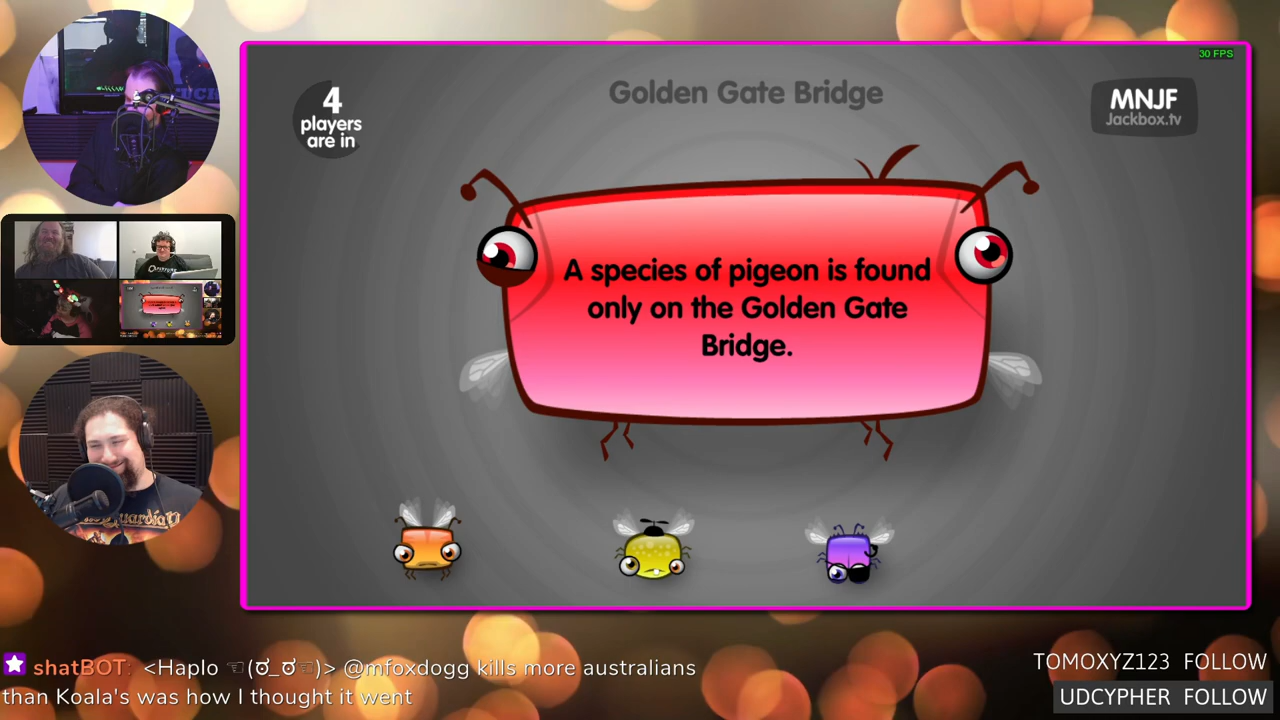 30 FPS
4
players
are in
Golden Gate Bridge
MNJF
Jackbox.tv
A species of pigeon is found
only on the Golden Gate
Bridge.
shatBOT: <Haplo ☜(ಠ_ಠ☜)> @mfoxdogg kills more australians
than Koala's was how I thought it went
TOMOXYZ123 FOLLOW
UDCYPHER FOLLOW